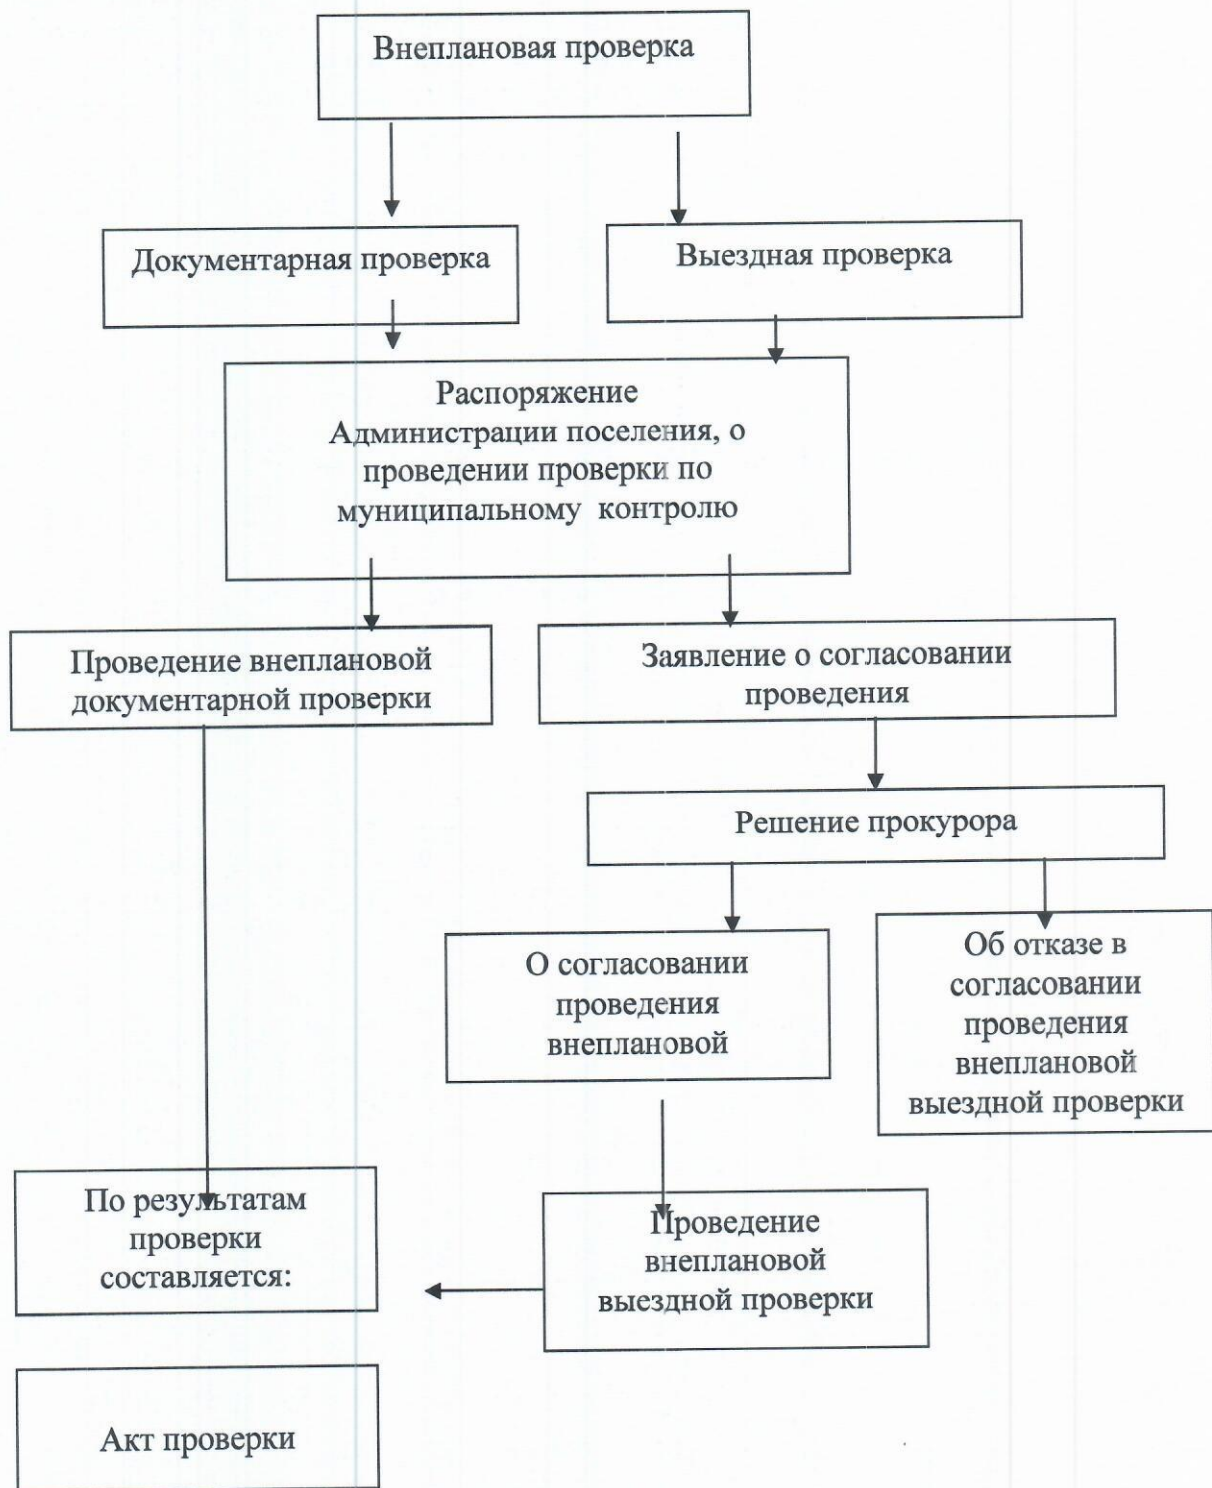 Внеплановая проверка
Документарная проверка
Выездная проверка
Распоряжение
Администрации поселения, о
проведении проверки по
муниципальному контролю
Проведение внеплановой
документарной проверки
Заявление о согласовании
проведения
Решение прокурора
О согласовании
проведения
внеплановой
Об отказе в
согласовании
проведения
внеплановой
выездной проверки
По результатам
проверки
составляется:
Проведение
внеплановой
выездной проверки
Акт проверки